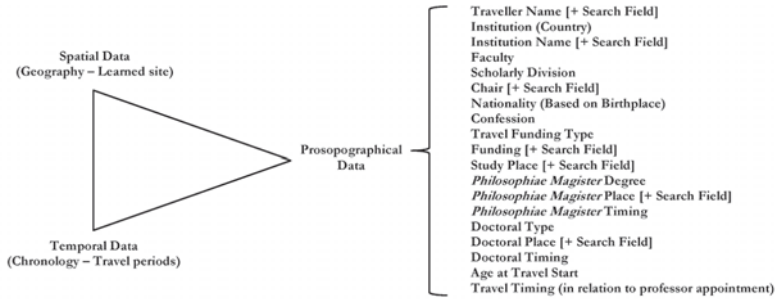 Spatial Data
(Geography – Learned site)
Temporal Data
(Chronology – Travel periods)
Prosopographical
Data
Traveller Name [+ Search Field]
Institution (Country)
Institution Name [+ Search Field]
Faculty
Scholarly Division
Chair [+ Search Field]
Nationality (Based on Birthplace)
Confession
Travel Funding Type
Funding [+ Search Field]
Study Place [+ Search Field]
Philosophiae Magister Degree
Philosophiae Magister Place [+ Search Field]
Philosophiae Magister Timing
Doctoral Type
Doctoral Place [+ Search Field]
Doctoral Timing
Age at Travel Start
Travel Timing (in relation to professor appointment)